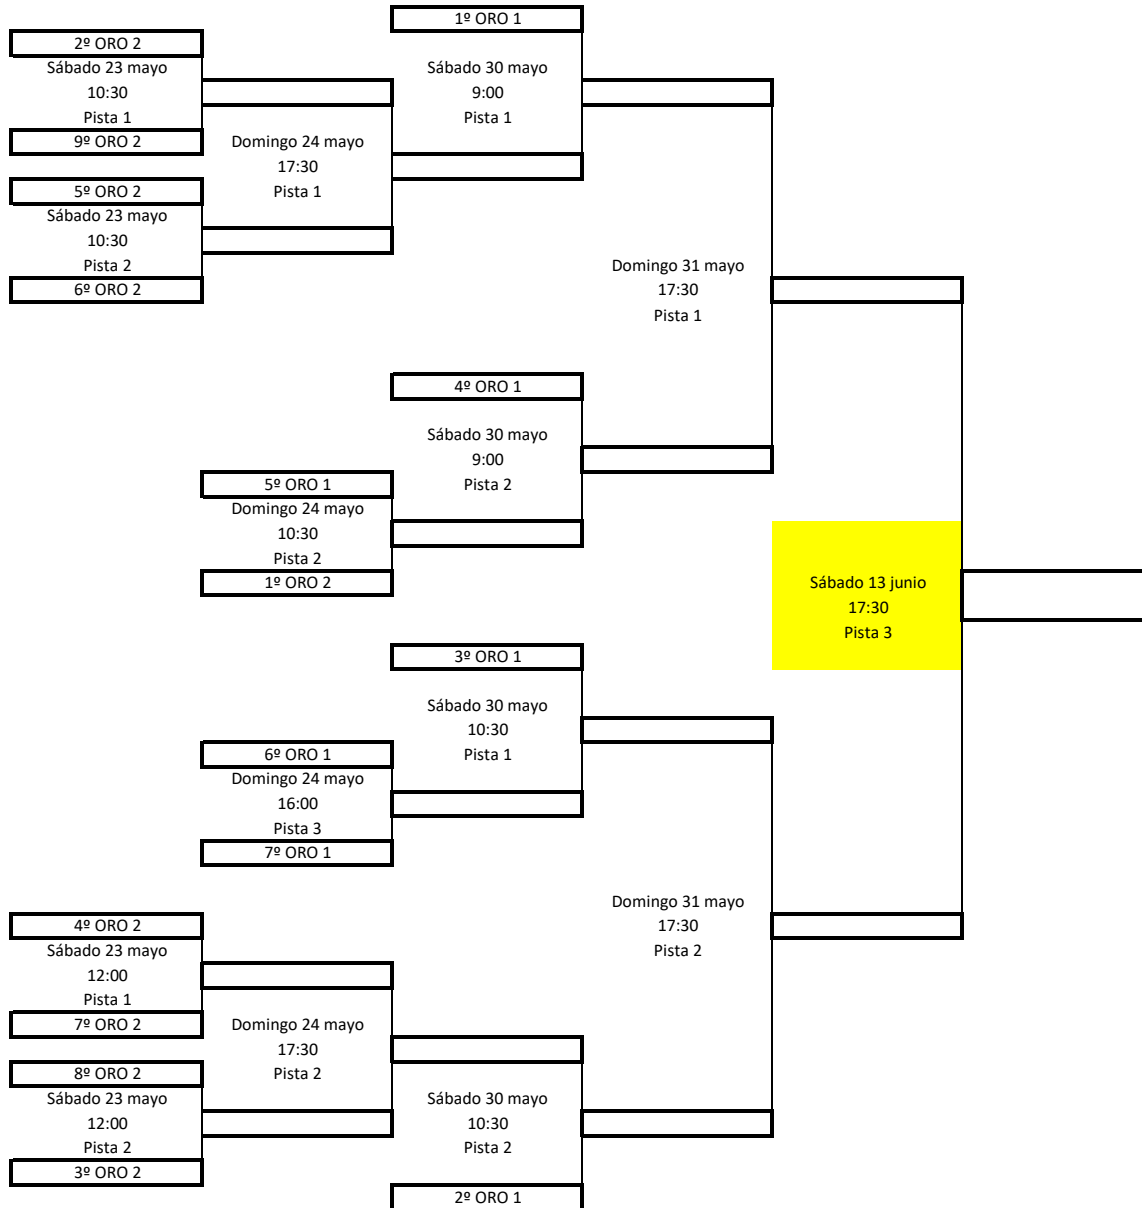 1º ORO 1
2º ORO 2
Sábado 23 mayo
10:30
Pista 1
9º ORO 2
5º ORO 2
Sábado 23 mayo
10:30
Pista 2
6º ORO 2
Domingo 24 mayo
17:30
Pista 1
Sábado 30 mayo
9:00
Pista 1
Domingo 31 mayo
17:30
Pista 1
4º ORO 1
Sábado 30 mayo
9:00
Pista 2
5º ORO 1
Domingo 24 mayo
10:30
Pista 2
1º ORO 2
Sábado 13 junio
17:30
Pista 3
3º ORO 1
Sábado 30 mayo
10:30
Pista 1
6º ORO 1
Domingo 24 mayo
16:00
Pista 3
7º ORO 1
Domingo 31 mayo
17:30
Pista 2
4º ORO 2
Sábado 23 mayo
12:00
Pista 1
7º ORO 2
8º ORO 2
Sábado 23 mayo
12:00
Pista 2
3º ORO 2
Domingo 24 mayo
17:30
Pista 2
Sábado 30 mayo
10:30
Pista 2
2º ORO 1